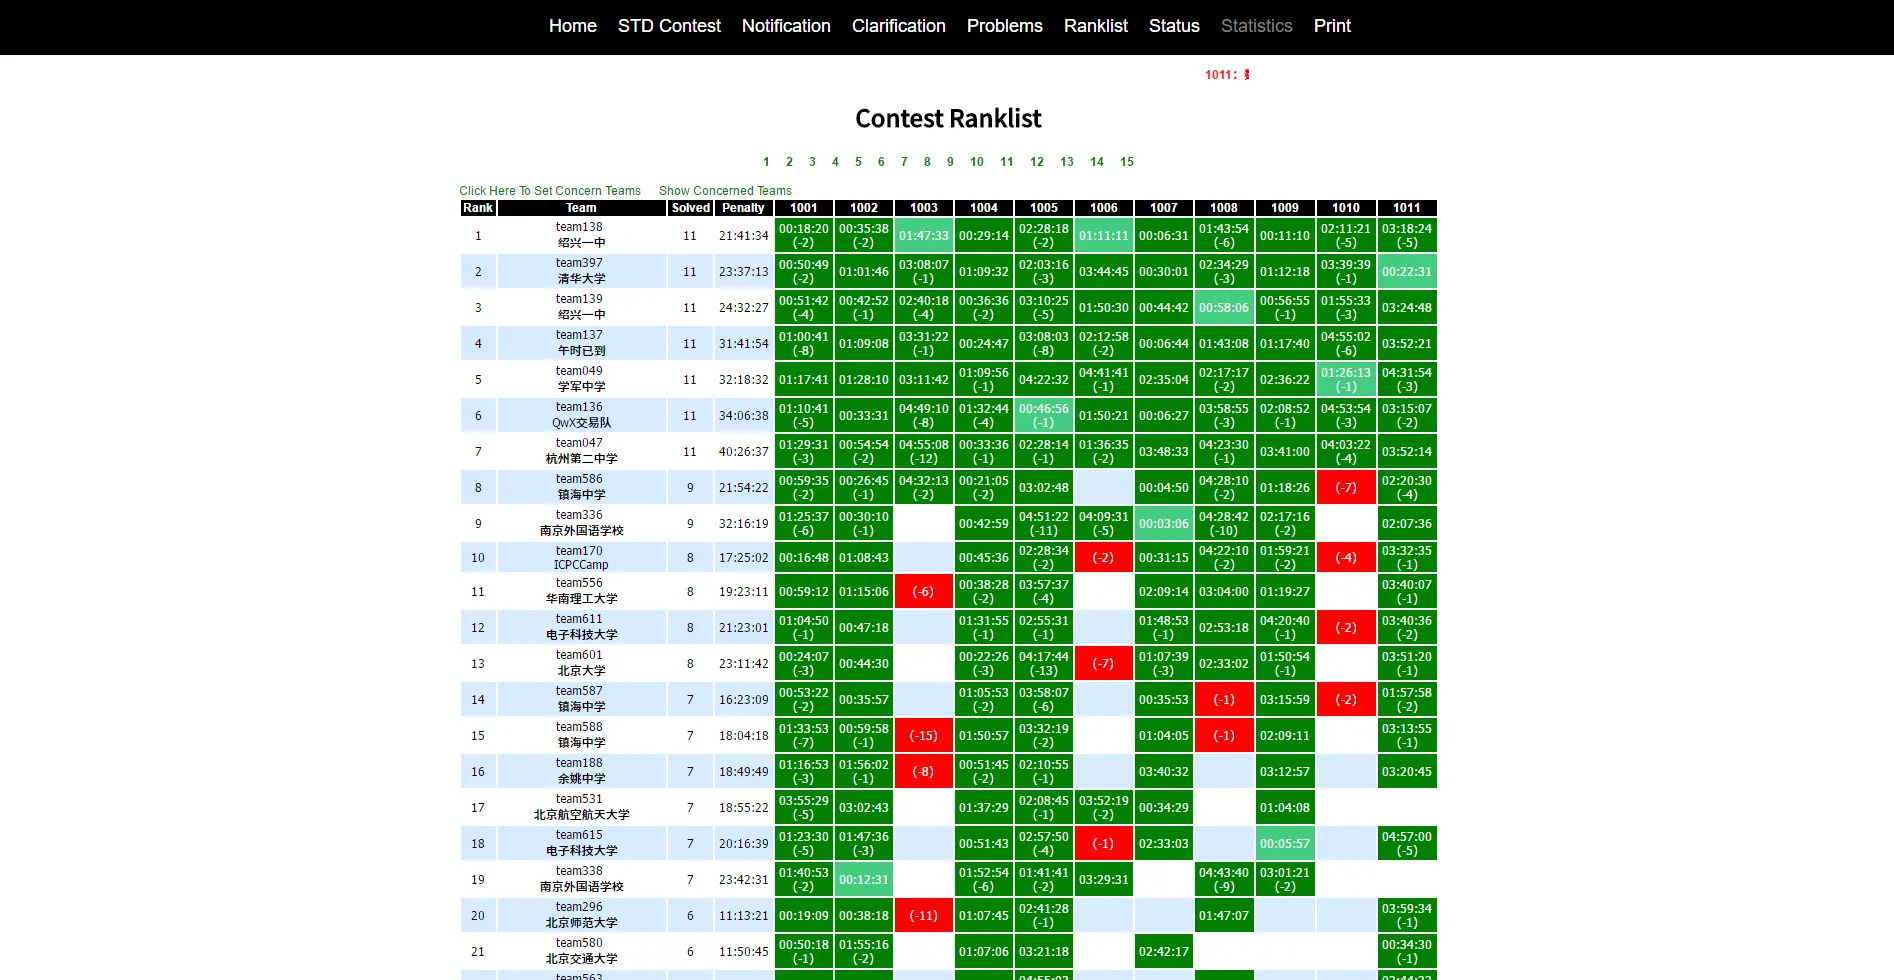 Home STD Contest Notification Clarification Problems Ranklist Status Statistics Print
1011:
Contest Ranklist
1 2 3 4 5 6 7 8 9 10 11 12 13 14 15
Click Here To Set Concern Teams Show Concerned Teams
Rank Team Solved Penalty 1001 1002 1003 1004 1005 1006 1007 1008 1009 1010 1011
1 team138 绍兴一中 11 21:41:34 00:18:20 (-2) 00:35:38 (-2) 01:47:33 00:29:14 02:28:18 (-2) 01:11:11 00:06:31 01:43:54 (-6) 00:11:10 02:11:21 (-5) 03:18:24 (-5)
2 team397 清华大学 11 23:37:13 00:50:49 (-2) 01:01:46 03:08:07 (-1) 01:09:32 02:03:16 (-3) 03:44:45 00:30:01 02:34:29 (-3) 01:12:18 03:39:39 (-1) 00:22:31
3 team139 绍兴一中 11 24:32:27 00:51:42 (-4) 00:42:52 (-1) 02:40:18 (-4) 00:36:36 (-2) 03:10:25 (-5) 01:50:30 00:44:42 00:58:06 00:56:55 (-1) 01:55:33 (-3) 03:24:48
4 team137 午时已到 11 31:41:54 01:00:41 (-8) 01:09:08 03:31:22 (-1) 00:24:47 03:08:03 (-8) 02:12:58 (-2) 00:06:44 01:43:08 01:17:40 04:55:02 (-6) 03:52:21
5 team049 学军中学 11 32:18:32 01:17:41 01:28:10 03:11:42 01:09:56 (-1) 04:22:32 04:41:41 (-1) 02:35:04 02:17:17 (-2) 02:36:22 01:26:13 (-1) 04:31:54 (-3)
6 team136 QwX交易队 11 34:06:38 01:10:41 (-5) 00:33:31 04:49:10 (-8) 01:32:44 (-4) 00:46:56 (-1) 01:50:21 00:06:27 03:58:55 (-3) 02:08:52 (-1) 04:53:54 (-3) 03:15:07 (-2)
7 team047 杭州第二中学 11 40:26:37 01:29:31 (-3) 00:54:54 (-2) 04:55:08 (-12) 00:33:36 (-1) 02:28:14 (-1) 01:36:35 (-2) 03:48:33 04:23:30 (-1) 03:41:00 04:03:22 (-4) 03:52:14
8 team586 镇海中学 9 21:54:22 00:59:35 (-2) 00:26:45 (-1) 04:32:13 (-2) 00:21:05 (-2) 03:02:48 00:04:50 04:28:10 (-2) 01:18:26 (-7) 02:20:30 (-4)
9 team336 南京外国语学校 9 32:16:19 01:25:37 (-6) 00:30:10 (-1) 00:42:59 04:51:22 (-11) 04:09:31 (-5) 00:03:06 04:28:42 (-10) 02:17:16 (-2) 02:07:36
10 team170 ICPCCamp 8 17:25:02 00:16:48 01:08:43 00:45:36 02:28:34 (-2) (-2) 00:31:15 04:22:10 (-2) 01:59:21 (-2) (-4) 03:32:35 (-1)
11 team556 华南理工大学 8 19:23:11 00:59:12 01:15:06 (-6) 00:38:28 (-2) 03:57:37 (-4) 02:09:14 03:04:00 01:19:27 03:40:07 (-1)
12 team611 电子科技大学 8 21:23:01 01:04:50 (-1) 00:47:18 01:31:55 (-1) 02:55:31 (-1) 01:48:53 (-1) 02:53:18 04:20:40 (-1) (-2) 03:40:36 (-2)
13 team601 北京大学 8 23:11:42 00:24:07 (-3) 00:44:30 00:22:26 (-3) 04:17:44 (-13) (-7) 01:07:39 (-3) 02:33:02 01:50:54 (-1) 03:51:20 (-1)
14 team587 镇海中学 7 16:23:09 00:53:22 (-2) 00:35:57 01:05:53 (-2) 03:58:07 (-6) 00:35:53 (-1) 03:15:59 (-2) 01:57:58 (-2)
15 team588 镇海中学 7 18:04:18 01:33:53 (-7) 00:59:58 (-1) (-15) 01:50:57 03:32:19 (-2) 01:04:05 (-1) 02:09:11 03:13:55 (-1)
16 team188 余姚中学 7 18:49:49 01:16:53 (-3) 01:56:02 (-1) (-8) 00:51:45 (-2) 02:10:55 (-1) 03:40:32 03:12:57 03:20:45
17 team531 北京航空航天大学 7 18:55:22 03:55:29 (-5) 03:02:43 01:37:29 02:08:45 (-1) 03:52:19 (-2) 00:34:29 01:04:08
18 team615 电子科技大学 7 20:16:39 01:23:30 (-5) 01:47:36 (-3) 00:51:43 02:57:50 (-4) (-1) 02:33:03 00:05:57 04:57:00 (-5)
19 team338 南京外国语学校 7 23:42:31 01:40:53 (-2) 00:12:31 01:52:54 (-6) 01:41:41 (-2) 03:29:31 04:43:40 (-9) 03:01:21 (-2)
20 team296 北京师范大学 6 11:13:21 00:19:09 00:38:18 (-11) 01:07:45 02:41:28 (-1) 01:47:07 03:59:34 (-1)
21 team580 北京交通大学 6 11:50:45 00:50:18 (-1) 01:55:16 (-2) 01:07:06 03:21:18 02:42:17 00:34:30 (-1)
team563